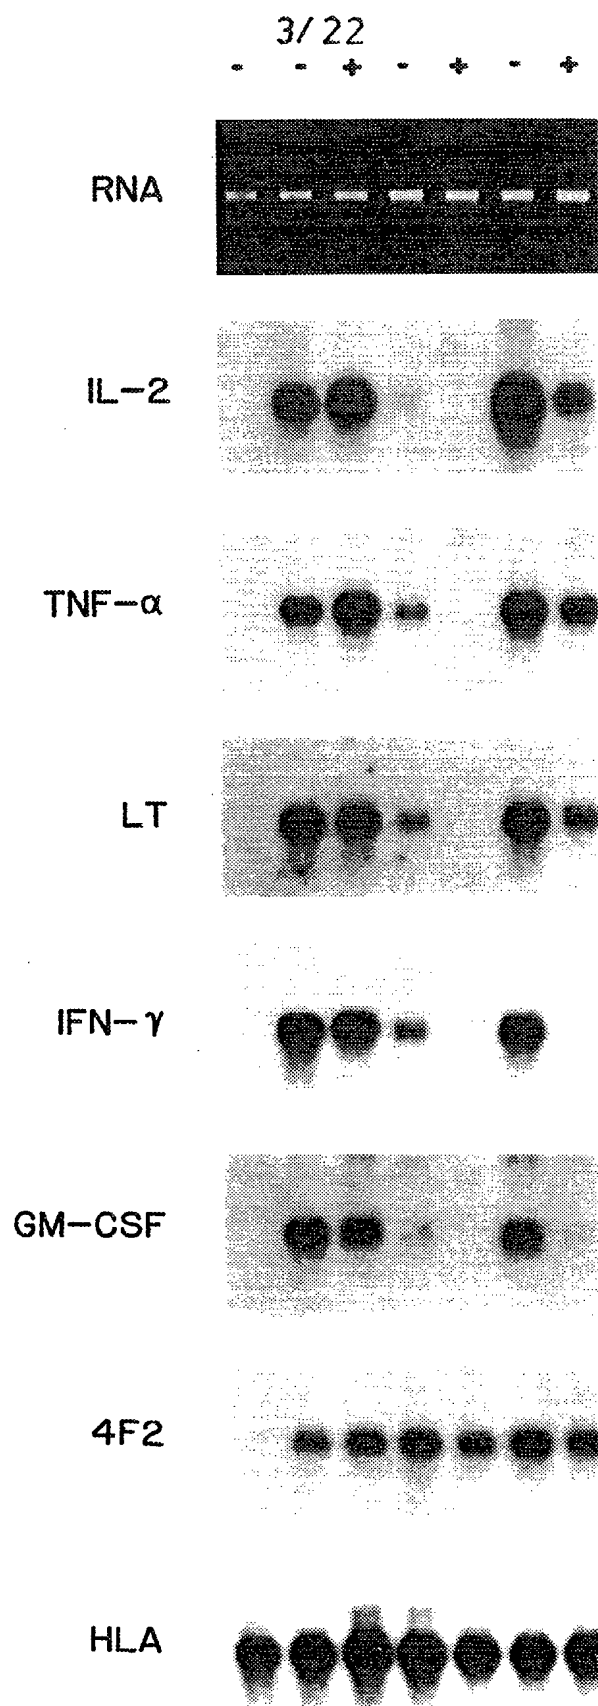 3/22
- - + - + - +
RNA
IL-2
TNF-α
LT
IFN-γ
GM-CSF
4F2
HLA